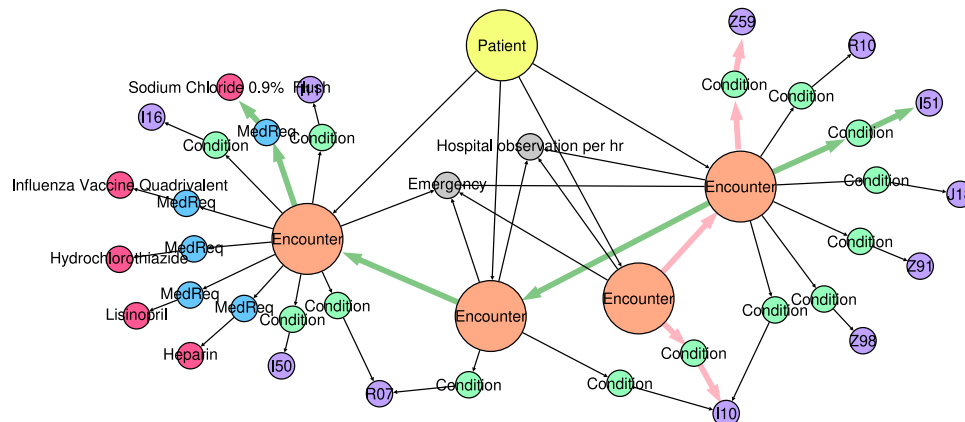 Z59
Patient
R10
Sodium Chloride 0.9%
Flush
Condition
Condition
I51
I16
MedReq
Condition
Condition
Condition
Hospital observation per hr
Influenza Vaccine Quadrivalent
Emergency
Encounter
Condition
MedReq
Encounter
Condition
MedReq
Hydrochlorothiazide
Z91
MedReq
Encounter
MedReq
Condition
Condition
Condition
Lisinopril
Encounter
Condition
Z98
Heparin
Condition
I50
Condition
Condition
R07
I10